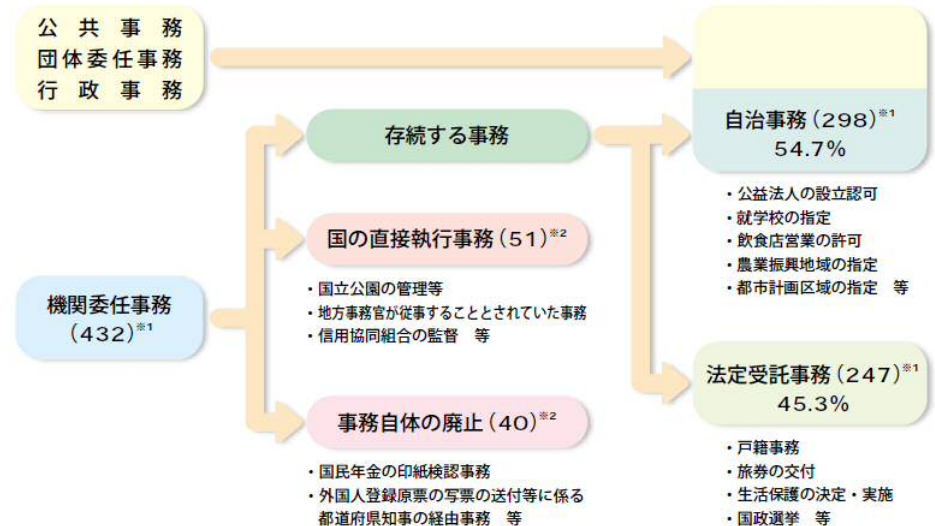 公共事務
団体委任事務
行政事務
機関委任事務
(432)※1
存続する事務
国の直接執行事務(51)※2
・国立公園の管理等
・地方事務官が従事することとされていた事務
・信用協同組合の監督 等
事務自体の廃止(40)※2
・国民年金の印紙検認事務
・外国人登録原票の写票の送付等に係る
都道府県知事の経由事務 等
自治事務(298)※1
54.7%
・公益法人の設立認可
・就学校の指定
・飲食店営業の許可
・農業振興地域の指定
・都市計画区域の指定 等
法定受託事務(247)※1
45.3%
・戸籍事務
・旅券の交付
・生活保護の決定・実施
・国政選挙 等